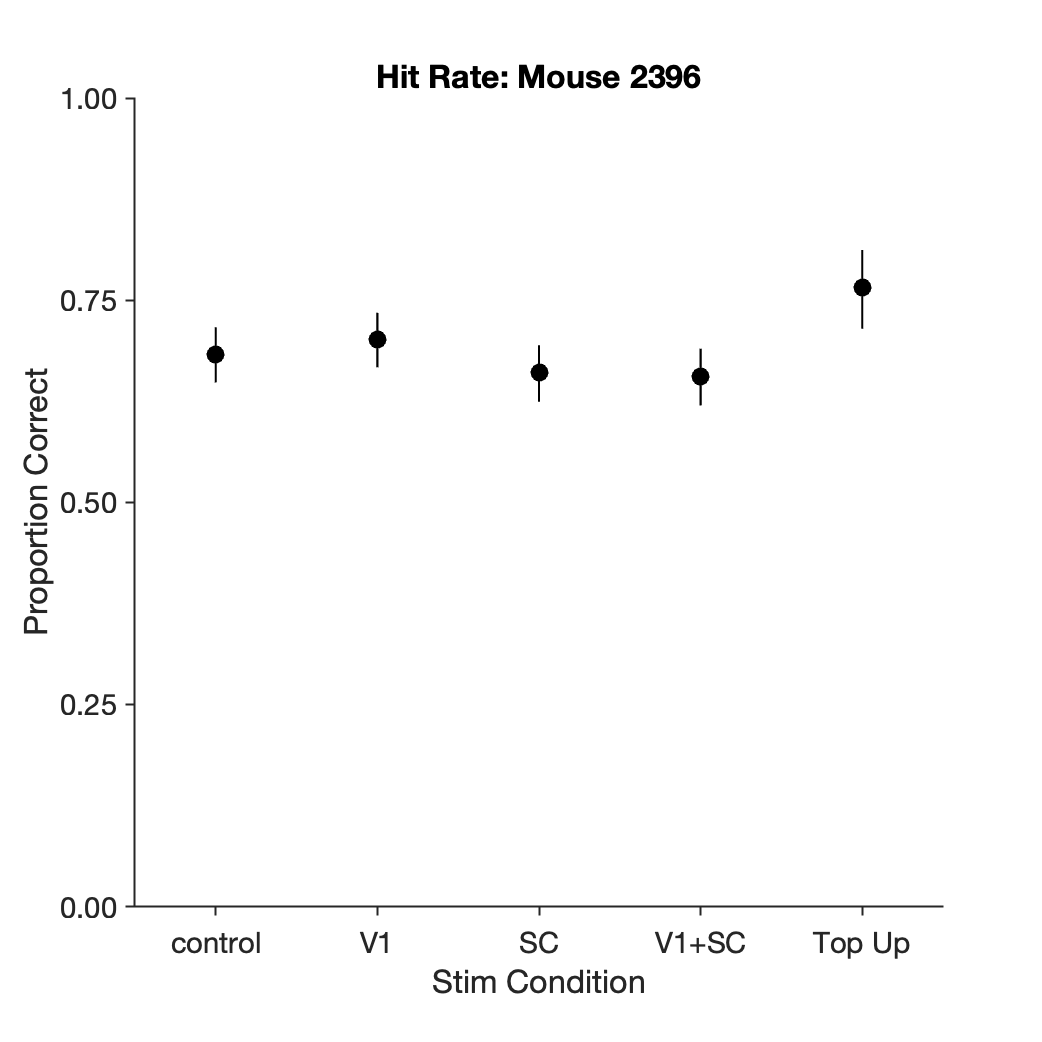 Hit Rate: Mouse 2396
1.00
0.75
0.50
0.25
0.00
Proportion Correct
control V1 SC V1+SC Top Up
Stim Condition